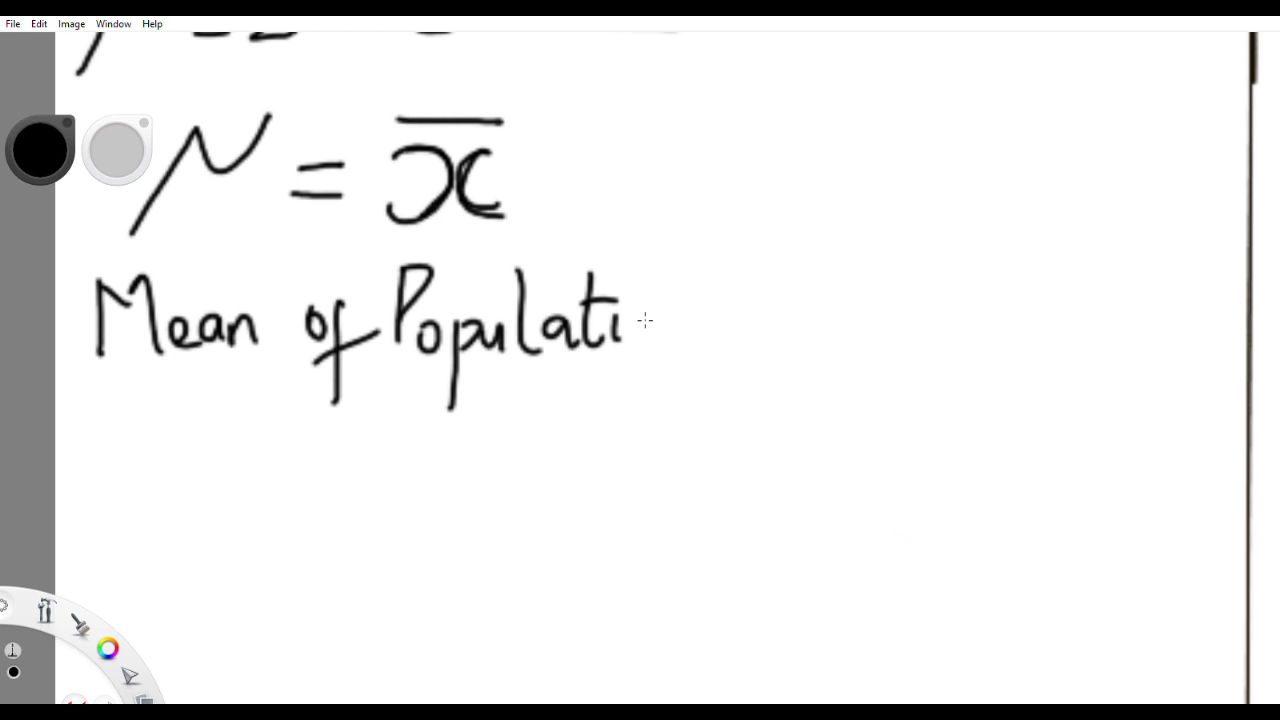 File Edit Image Window Help
μ = x̄
Mean of Populati